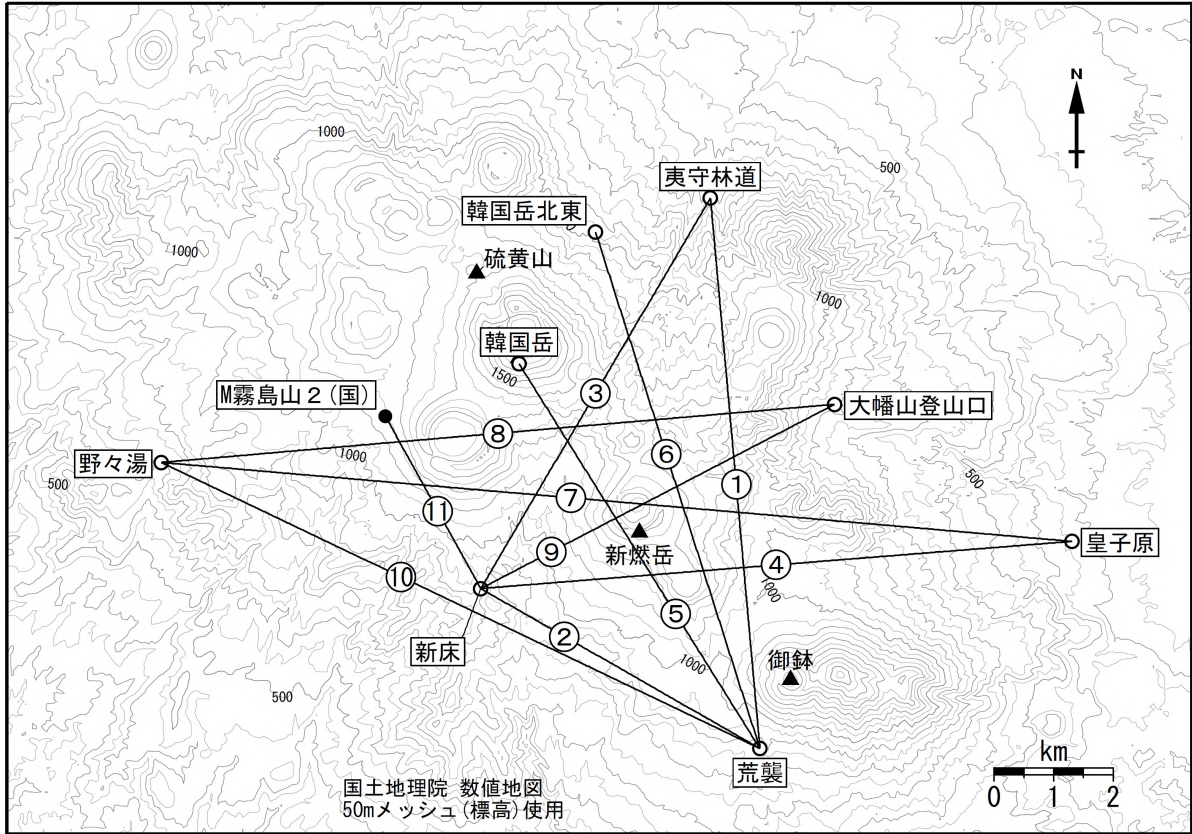 N
1000
500
夷守林道
韓国岳北東
1000
硫黄山
1000
韓国岳
1500
M霧島山２(国)
③
大幡山登山口
⑧
野々湯
1000
⑥
500
①
500
⑦
⑪
新燃岳
皇子原
⑨
④
⑩
1000
⑤
②
新床
1000
御鉢
500
荒襲
km
0 1 2
国土地理院 数値地図
50mメッシュ(標高)使用